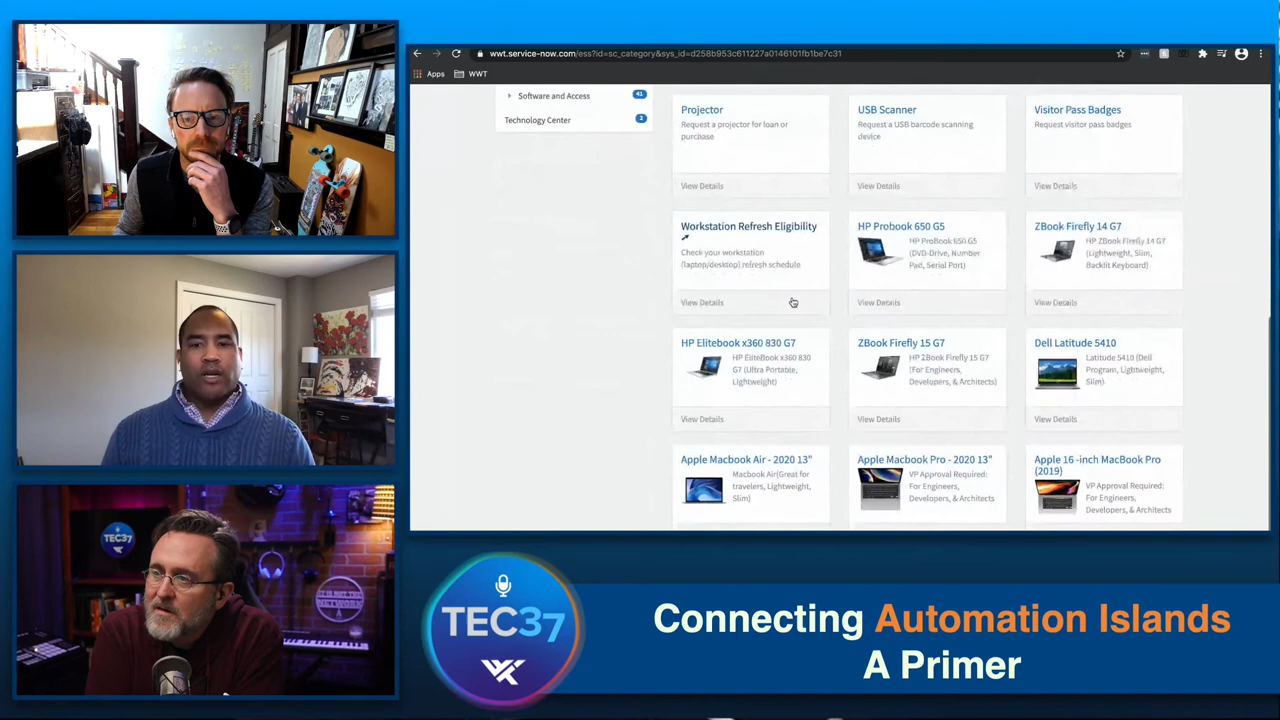 wwt.service-now.com/ess?id=sc_category&sys_id=d258b953c611227a0146101fb1be7c31
Apps
WWT
Software and Access
41
Technology Center
2
Projector
Request a projector for loan or
purchase
View Details
USB Scanner
Request a USB barcode scanning
device
View Details
Visitor Pass Badges
Request visitor pass badges
View Details
Workstation Refresh Eligibility
Check your workstation
(laptop/desktop) refresh schedule
View Details
HP Probook 650 G5
HP ProBook 650 G5
(DVD-Drive, Number
Pad, Serial Port)
View Details
ZBook Firefly 14 G7
HP ZBook Firefly 14 G7
(Lightweight, Slim,
Backlit Keyboard)
View Details
HP Elitebook x360 830 G7
HP EliteBook x360 830
G7 (Ultra Portable,
Lightweight)
View Details
ZBook Firefly 15 G7
HP ZBook Firefly 15 G7
(For Engineers,
Developers, & Architects)
View Details
Dell Latitude 5410
Latitude 5410 (Dell
Program, Lightweight,
Slim)
View Details
Apple Macbook Air - 2020 13"
Macbook Air(Great for
travelers, Lightweight,
Slim)
Apple Macbook Pro - 2020 13"
VP Approval Required:
For Engineers,
Developers, & Architects
Apple 16 -inch MacBook Pro
(2019)
VP Approval Required:
For Engineers,
Developers, & Architects
TEC37
TEC37
Connecting Automation Islands
A Primer